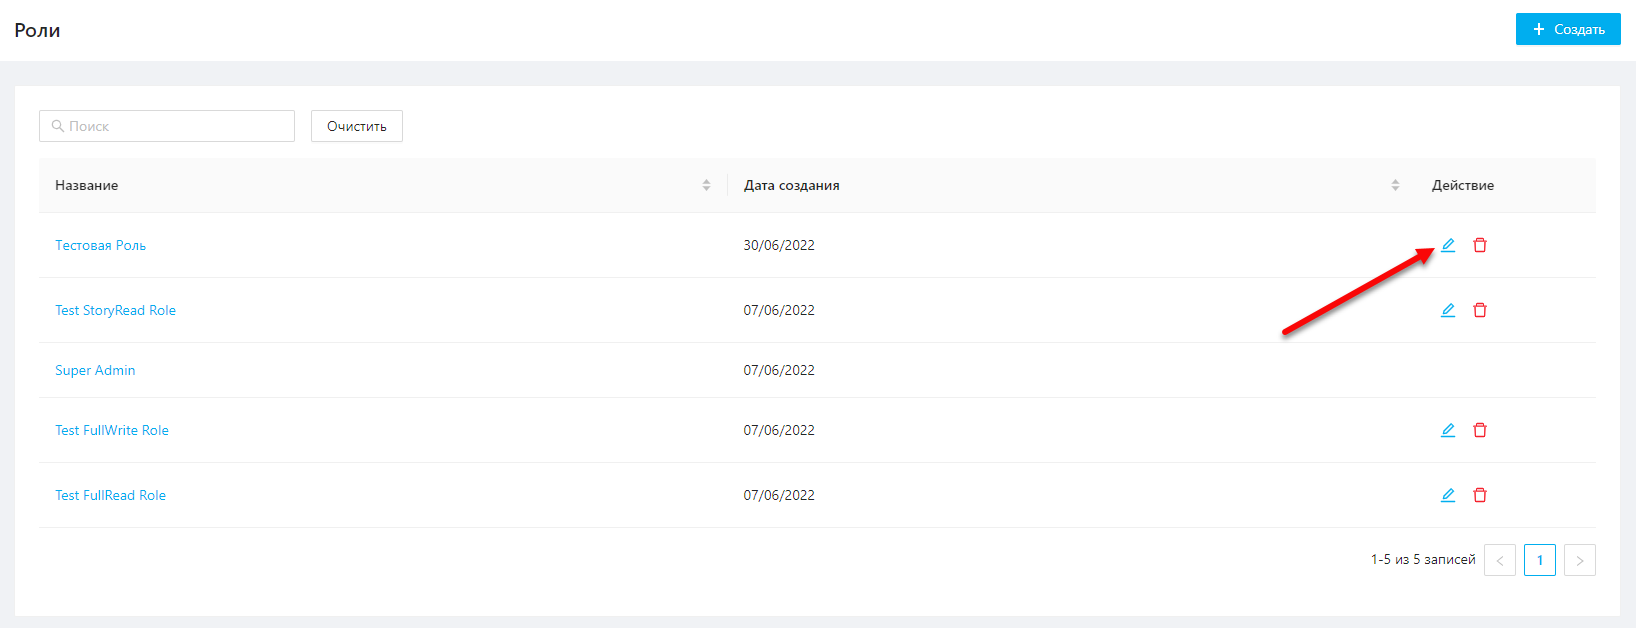 Роли
Создать
Поиск
Очистить
Название Дата создания Действие
Тестовая Роль 30/06/2022
Test StoryRead Role 07/06/2022
Super Admin 07/06/2022
Test FullWrite Role 07/06/2022
Test FullRead Role 07/06/2022
1-5 из 5 записей < 1 >